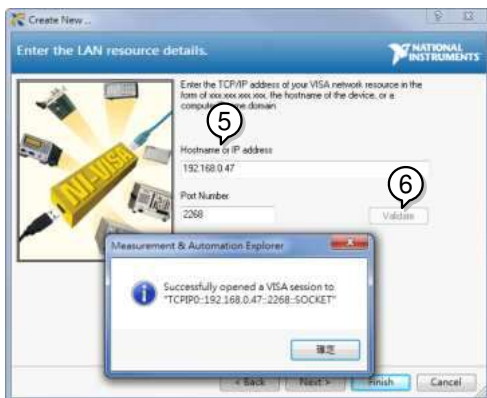 Create New ...
Enter the LAN resource details.
NATIONAL
INSTRUMENTS
Enter the TCP/IP address of your VISA network resource in the
form of xxx.xxx.xxx.xxx, the hostname of the device, or a
domain
5
Hostname or IP address
192.168.0.47
6
Port Number
2268
Validate
NI-VISA
Measurement & Automation Explorer
Successfully opened a VISA session to
"TCPIP0::192.168.0.47::2268::SOCKET"
確定
< Back
Next >
Finish
Cancel